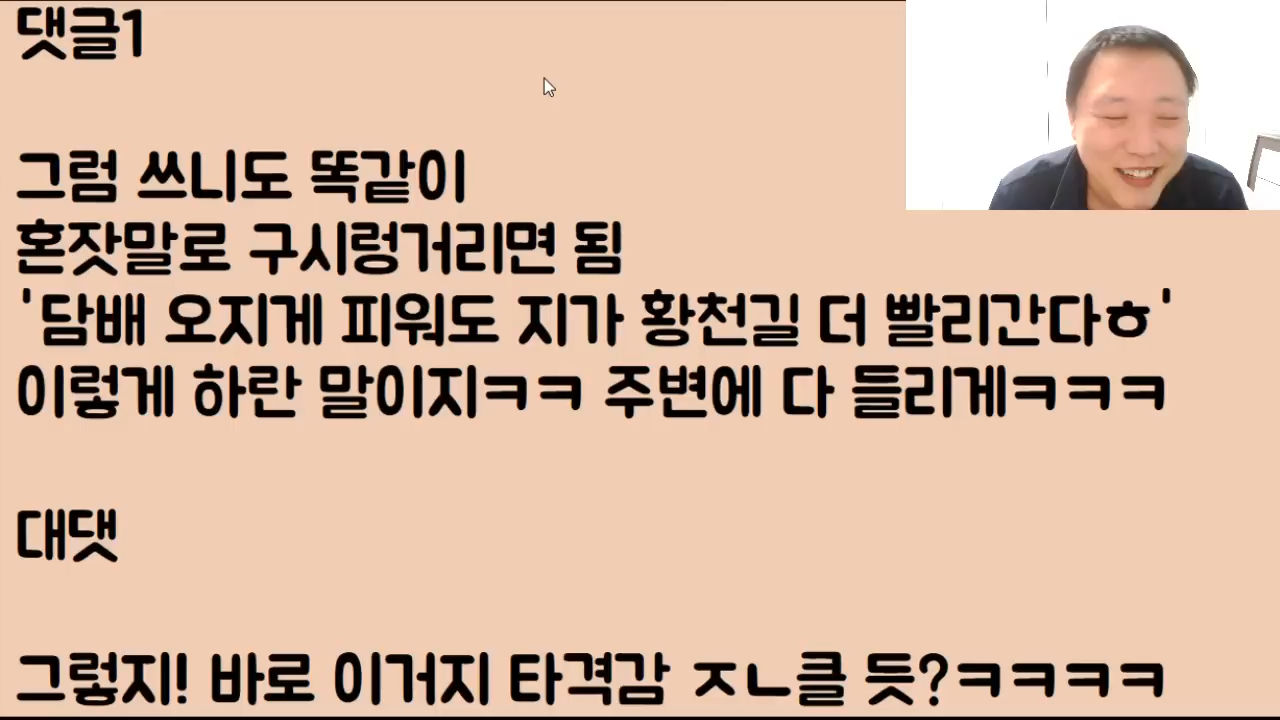 댓글1
그럼 쓰니도 똑같이
혼잣말로 구시렁거리면 됨
'담배 오지게 피워도 지가 황천길 더 빨리간다ㅎ'
이렇게 하란 말이지ㅋㅋ 주변에 다 들리게ㅋㅋㅋ
대댓
그렇지! 바로 이거지 타격감 ㅈㄴ클 듯?ㅋㅋㅋㅋ